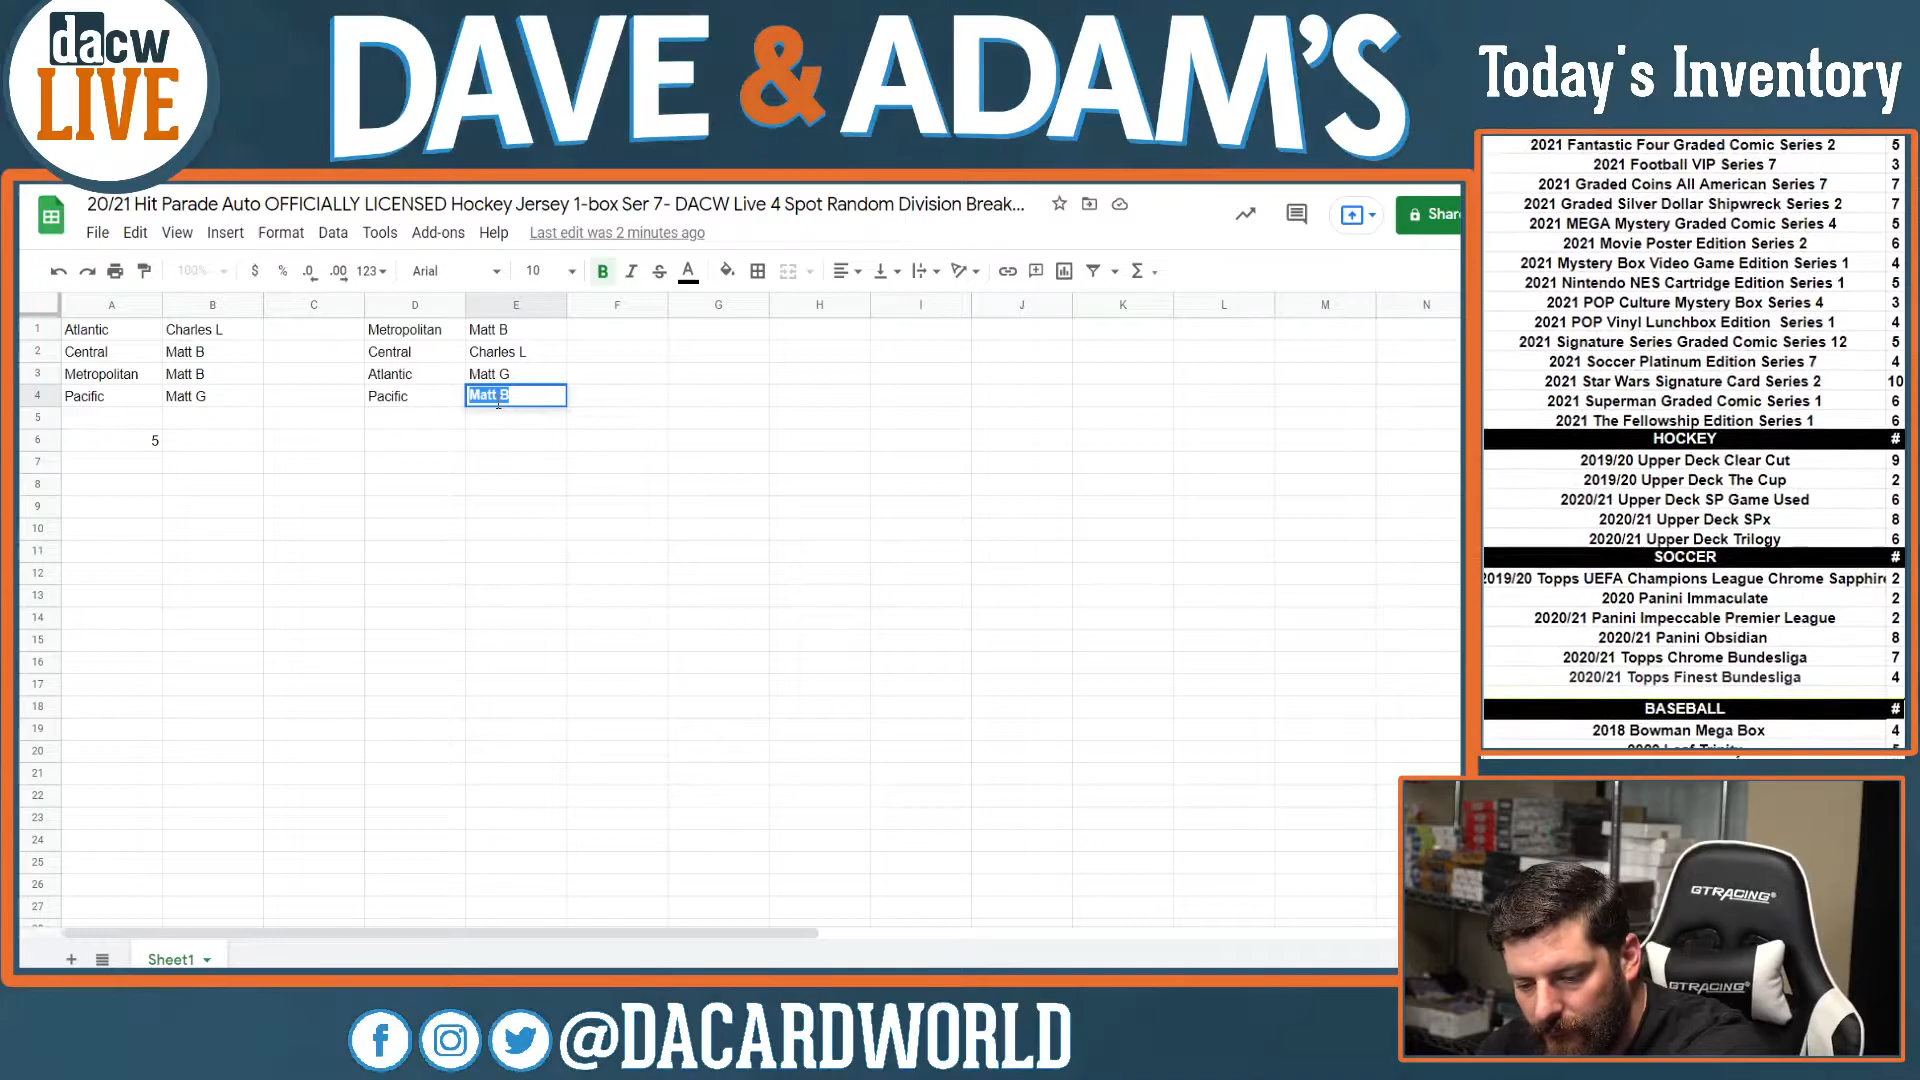 dacw
LIVE
DAVE & ADAM'S
Today's Inventory
20/21 Hit Parade Auto OFFICIALLY LICENSED Hockey Jersey 1-box Ser 7- DACW Live 4 Spot Random Division Break...
Share
File Edit View Insert Format Data Tools Add-ons Help Last edit was 2 minutes ago
100% $ % .0 .00 123 Arial 10 B I S A
A B C D E F G H I J K L M N
1 Atlantic Charles L Metropolitan Matt B
2 Central Matt B Central Charles L
3 Metropolitan Matt B Atlantic Matt G
4 Pacific Matt G Pacific Matt B
5
6 5
7
8
9
10
11
12
13
14
15
16
17
18
19
20
21
22
23
24
25
26
27
Sheet1
2021 Fantastic Four Graded Comic Series 2 5
2021 Football VIP Series 7 3
2021 Graded Coins All American Series 7 7
2021 Graded Silver Dollar Shipwreck Series 2 7
2021 MEGA Mystery Graded Comic Series 4 5
2021 Movie Poster Edition Series 2 6
2021 Mystery Box Video Game Edition Series 1 4
2021 Nintendo NES Cartridge Edition Series 1 5
2021 POP Culture Mystery Box Series 4 3
2021 POP Vinyl Lunchbox Edition Series 1 4
2021 Signature Series Graded Comic Series 12 5
2021 Soccer Platinum Edition Series 7 4
2021 Star Wars Signature Card Series 2 10
2021 Superman Graded Comic Series 1 6
2021 The Fellowship Edition Series 1 6
HOCKEY #
2019/20 Upper Deck Clear Cut 9
2019/20 Upper Deck The Cup 2
2020/21 Upper Deck SP Game Used 6
2020/21 Upper Deck SPx 8
2020/21 Upper Deck Trilogy 6
SOCCER #
2019/20 Topps UEFA Champions League Chrome Sapphire 2
2020 Panini Immaculate 2
2020/21 Panini Impeccable Premier League 2
2020/21 Panini Obsidian 8
2020/21 Topps Chrome Bundesliga 7
2020/21 Topps Finest Bundesliga 4
BASEBALL #
2018 Bowman Mega Box 4
GTRACING
GTRACING
@DACARDWORLD